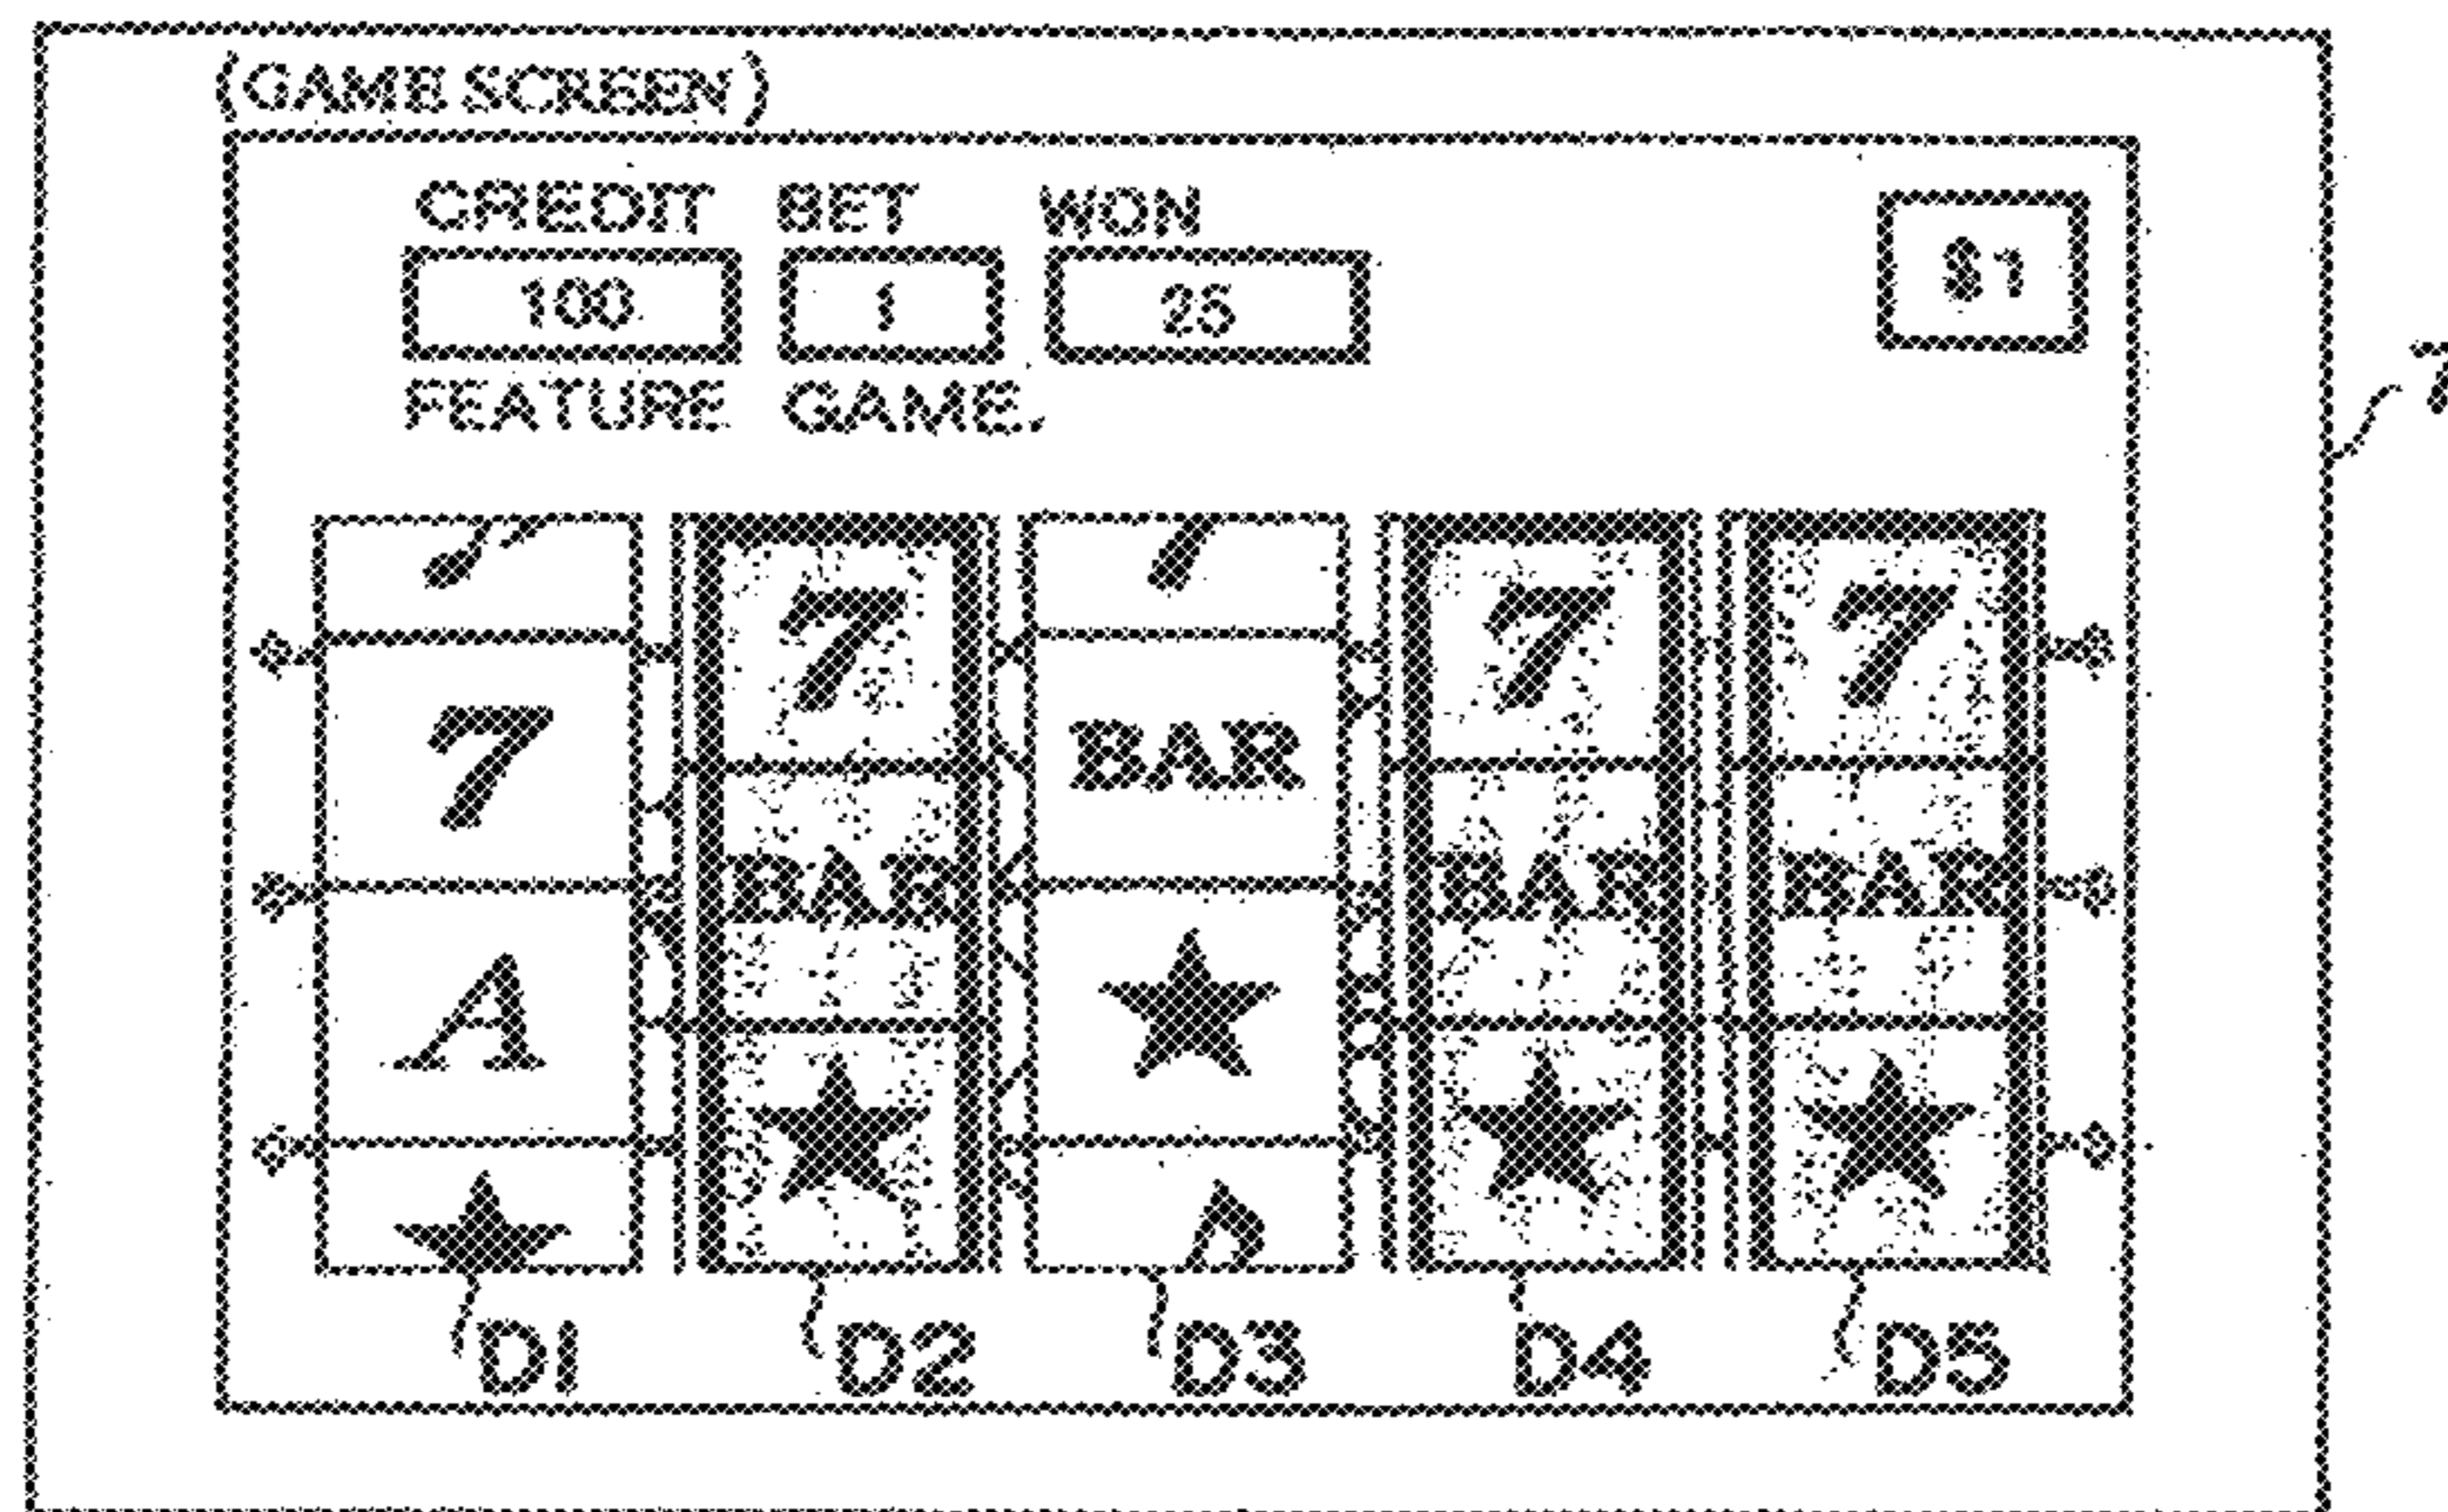 (GAME SCREEN)
CREDIT BET WON
100 1 25 $1
FEATURE GAME.
7
7 7 7
7 BAR
BAR BAR BAR
A
D1 D2 D3 D4 D5